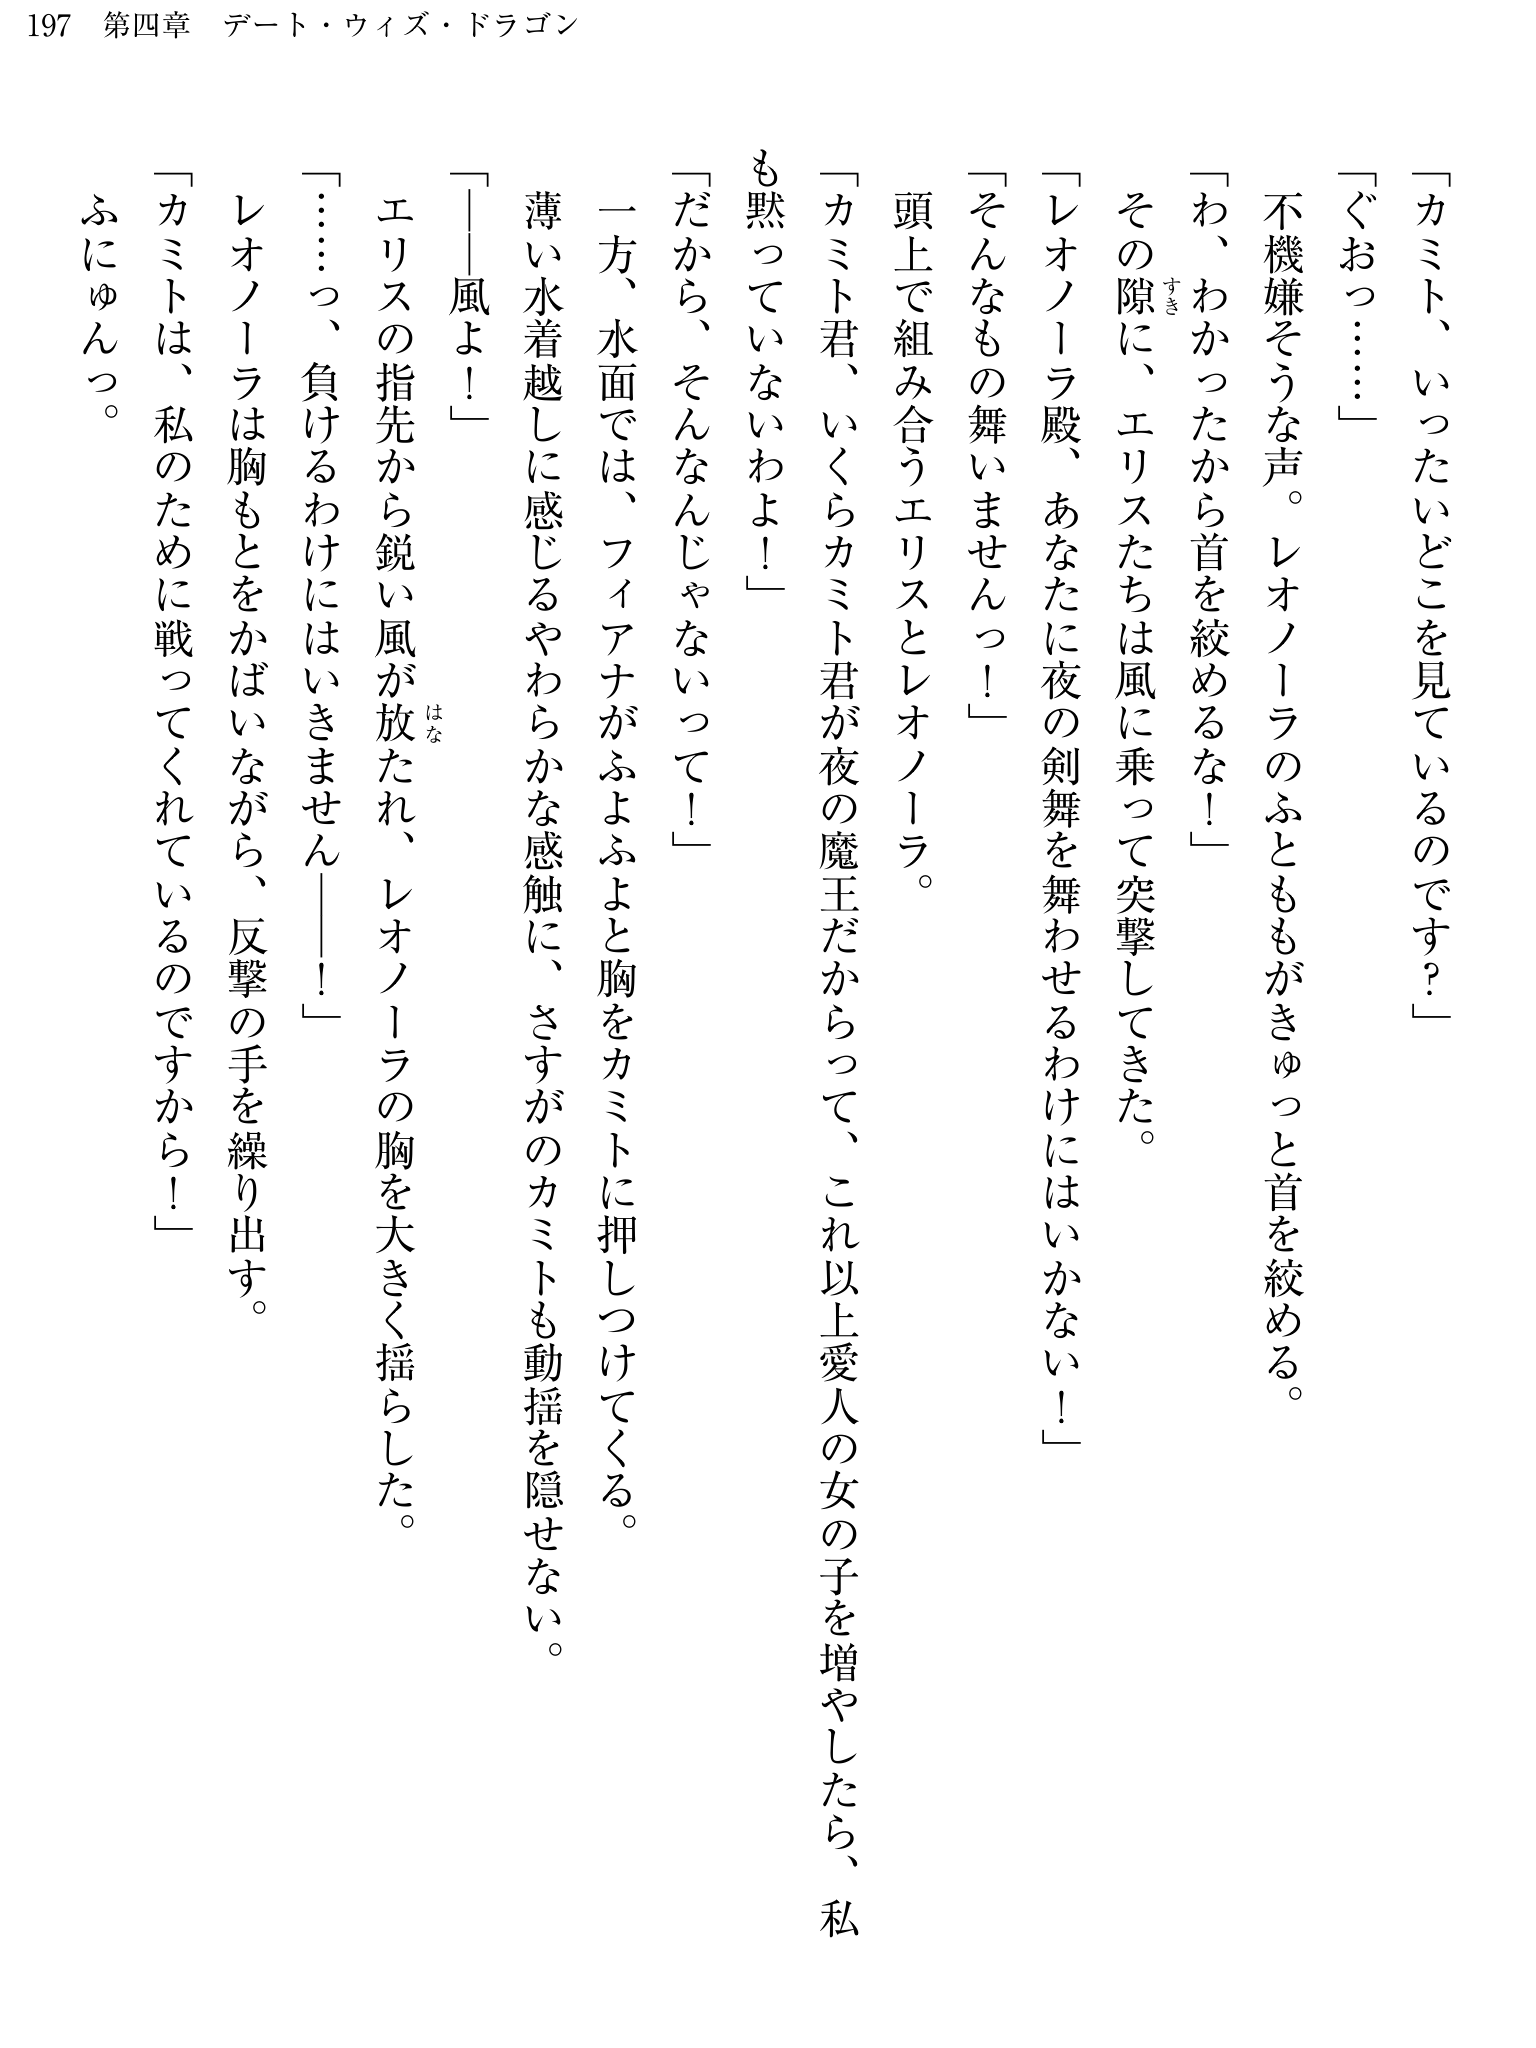 197　第四章　デート・ウィズ・ドラゴン
「カミト、いったいどこを見ているのです？」
「ぐおっ……」
　不機嫌そうな声。レオノーラのふとももがきゅっと首を絞める。
「わ、わかったから首を絞めるな！」
　その隙に、エリスたちは風に乗って突撃してきた。
すき
「レオノーラ殿、あなたに夜の剣舞を舞わせるわけにはいかない！」
「そんなもの舞いませんっ！」
　頭上で組み合うエリスとレオノーラ。
「カミト君、いくらカミト君が夜の魔王だからって、これ以上愛人の女の子を増やしたら、私
も黙っていないわよ！」
「だから、そんなんじゃないって！」
　一方、水面では、フィアナがふよふよと胸をカミトに押しつけてくる。
　薄い水着越しに感じるやわらかな感触に、さすがのカミトも動揺を隠せない。
「――風よ！」
　エリスの指先から鋭い風が放たれ、レオノーラの胸を大きく揺らした。
はな
「……っ、負けるわけにはいきません――！」
　レオノーラは胸もとをかばいながら、反撃の手を繰り出す。
「カミトは、私のために戦ってくれているのですから！」
　ふにゅんっ。